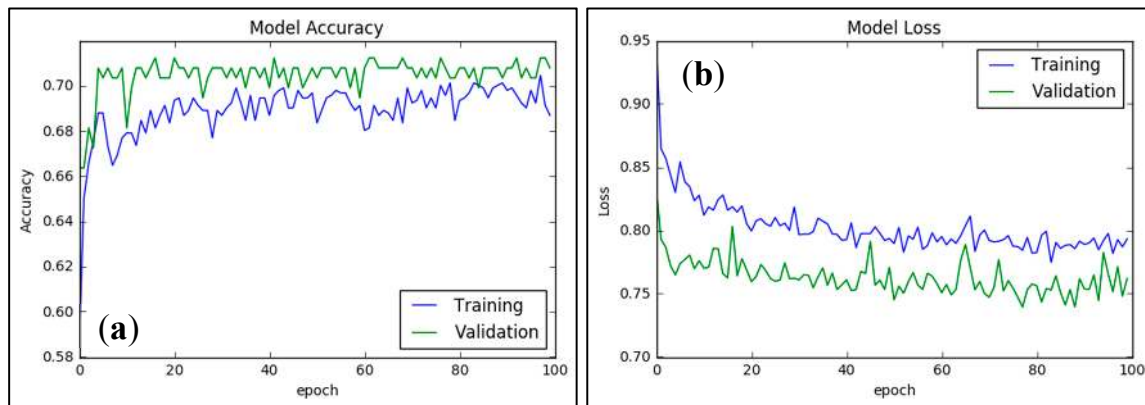 Model Accuracy
0.70
0.68
0.66
0.64
0.62
0.60
0.58
Accuracy
0
20
40
60
80
100
epoch
Training
Validation
(a)
Model Loss
0.95
0.90
0.85
0.80
0.75
0.70
Loss
0
20
40
60
80
100
epoch
Training
Validation
(b)